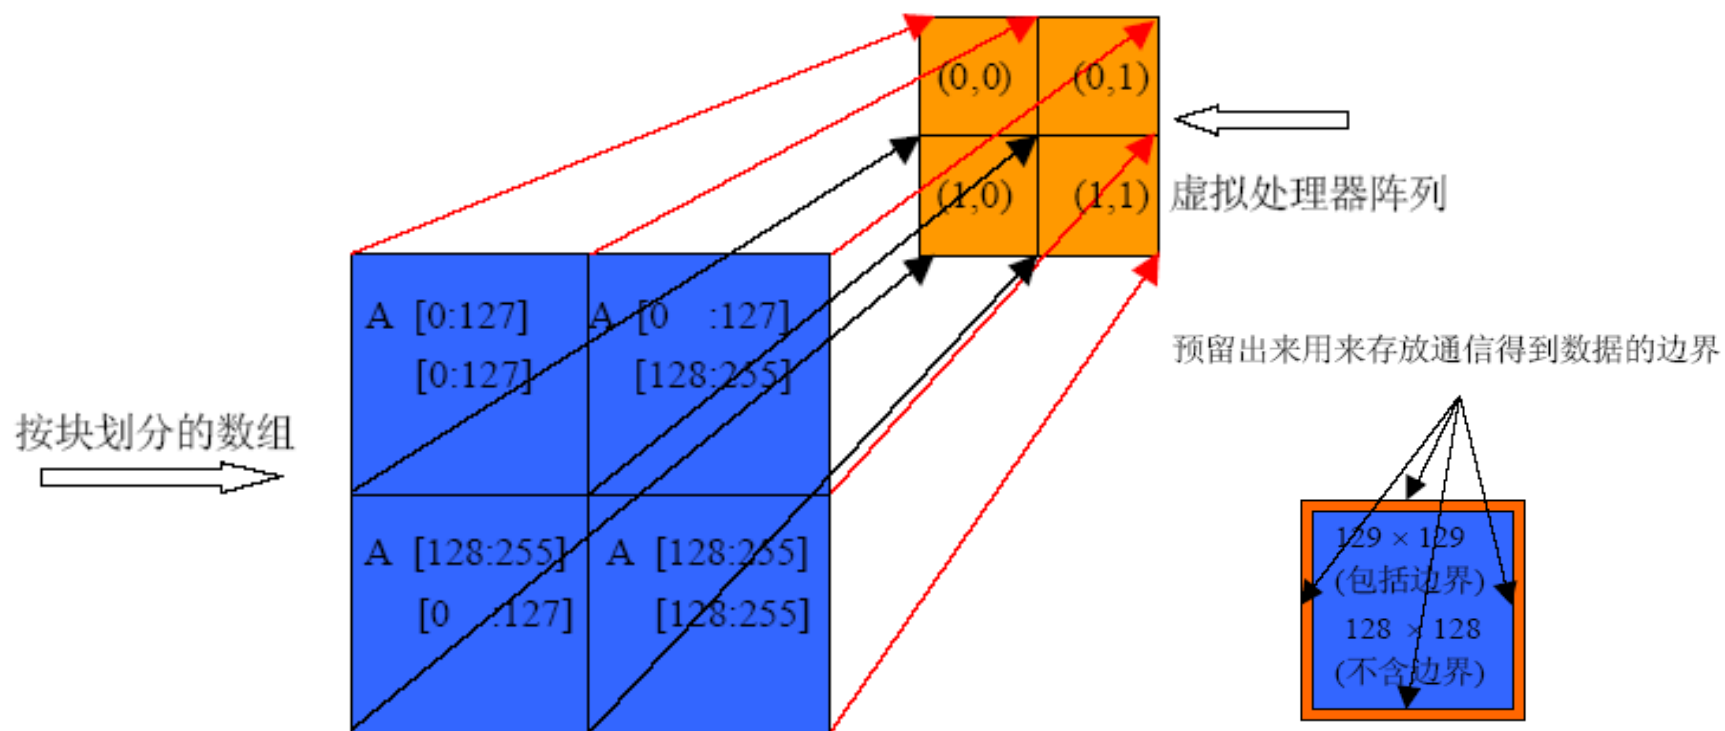 (0,0) (0,1)
(1,0) (1,1)
虚拟处理器阵列
A [0:127] A [0 :127]
[0:127] [128:255]
预留出来用来存放通信得到数据的边界
按块划分的数组
A [128:255] A [128:255]
[0 :127] [128:255]
129 × 129
(包括边界)
128 × 128
(不含边界)